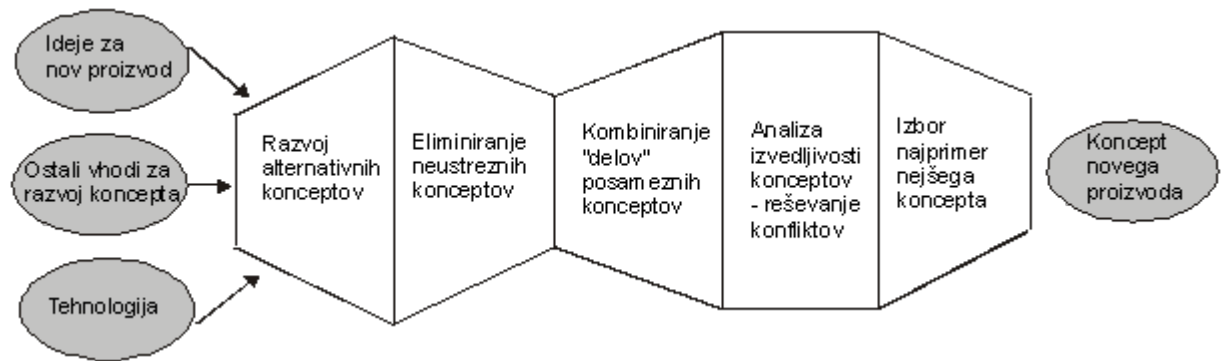 Ideje za
nov proizvod
Ostali vhodi za
razvoj koncepta
Tehnologija
Razvoj
alternativnih
konceptov
Eliminiranje
neustreznih
konceptov
Kombiniranje
"delov"
posameznih
konceptov
Analiza
izvedljivosti
konceptov
- reševanje
konfliktov
Izbor
najprimer
nejšega
koncepta
Koncept
novega
proizvoda